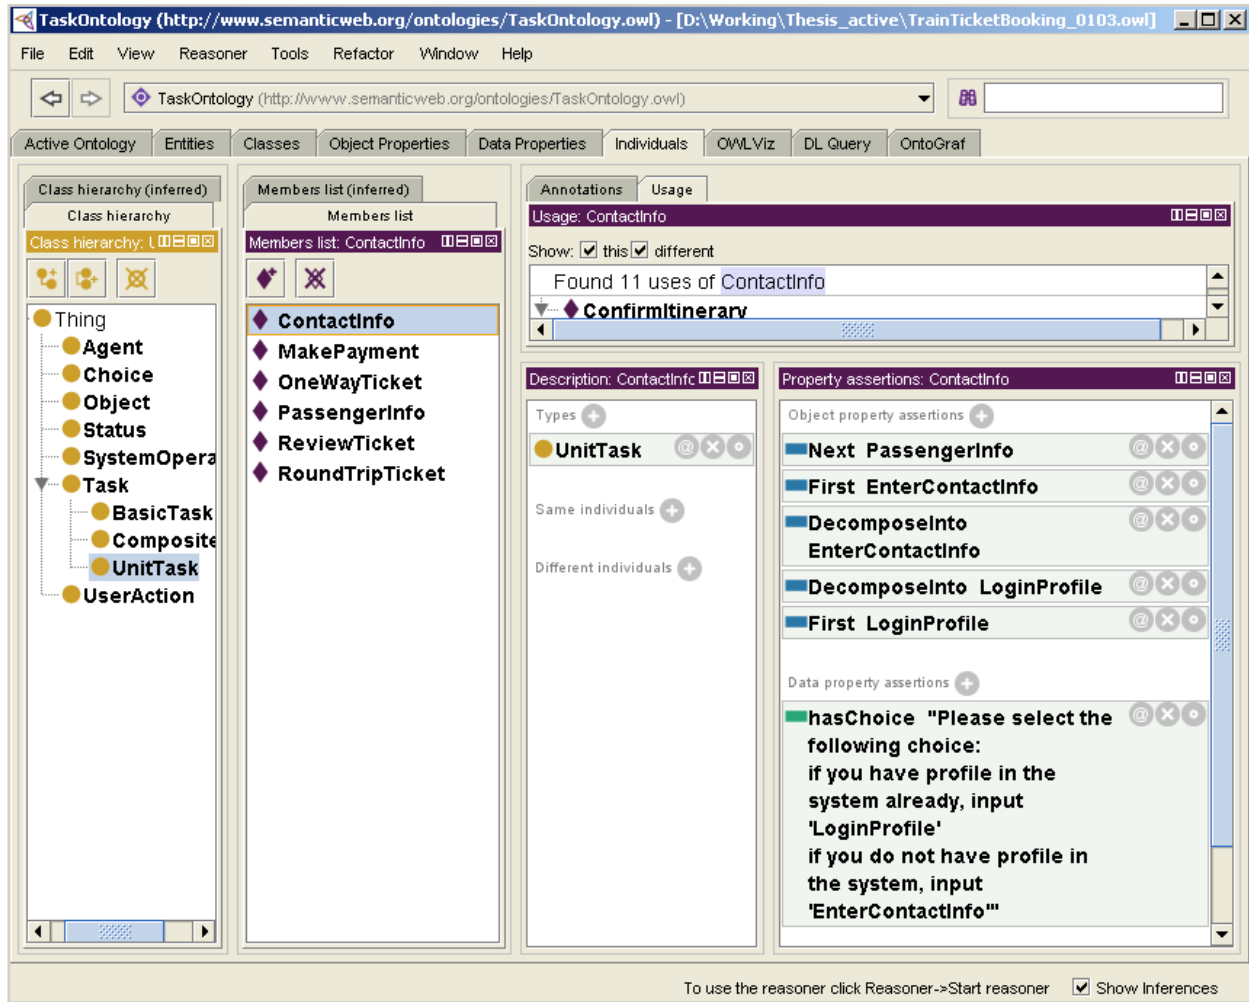 TaskOntology (http://www.semanticweb.org/ontologies/TaskOntology.owl) - [D:\Working\Thesis_active\TrainTicketBooking_0103.owl]
File Edit View Reasoner Tools Refactor Window Help
TaskOntology (http://www.semanticweb.org/ontologies/TaskOntology.owl)
Active Ontology Entities Classes Object Properties Data Properties Individuals OWLViz DL Query OntoGraf
Class hierarchy (inferred)
Class hierarchy
Class hierarchy: U
Thing
Agent
Choice
Object
Status
SystemOpera
Task
BasicTask
Composite
UnitTask
UserAction
Members list (inferred)
Members list
Members list: ContactInfo
ContactInfo
MakePayment
OneWayTicket
PassengerInfo
ReviewTicket
RoundTripTicket
Annotations Usage
Usage: ContactInfo
Show: this different
Found 11 uses of ContactInfo
ConfirmItinerary
Description: ContactInfo
Types
UnitTask
Same individuals
Different individuals
Property assertions: ContactInfo
Object property assertions
Next PassengerInfo
First EnterContactInfo
DecomposeInto
EnterContactInfo
DecomposeInto LoginProfile
First LoginProfile
Data property assertions
hasChoice "Please select the
following choice:
if you have profile in the
system already, input
'LoginProfile'
if you do not have profile in
the system, input
'EnterContactInfo'"
To use the reasoner click Reasoner->Start reasoner Show Inferences